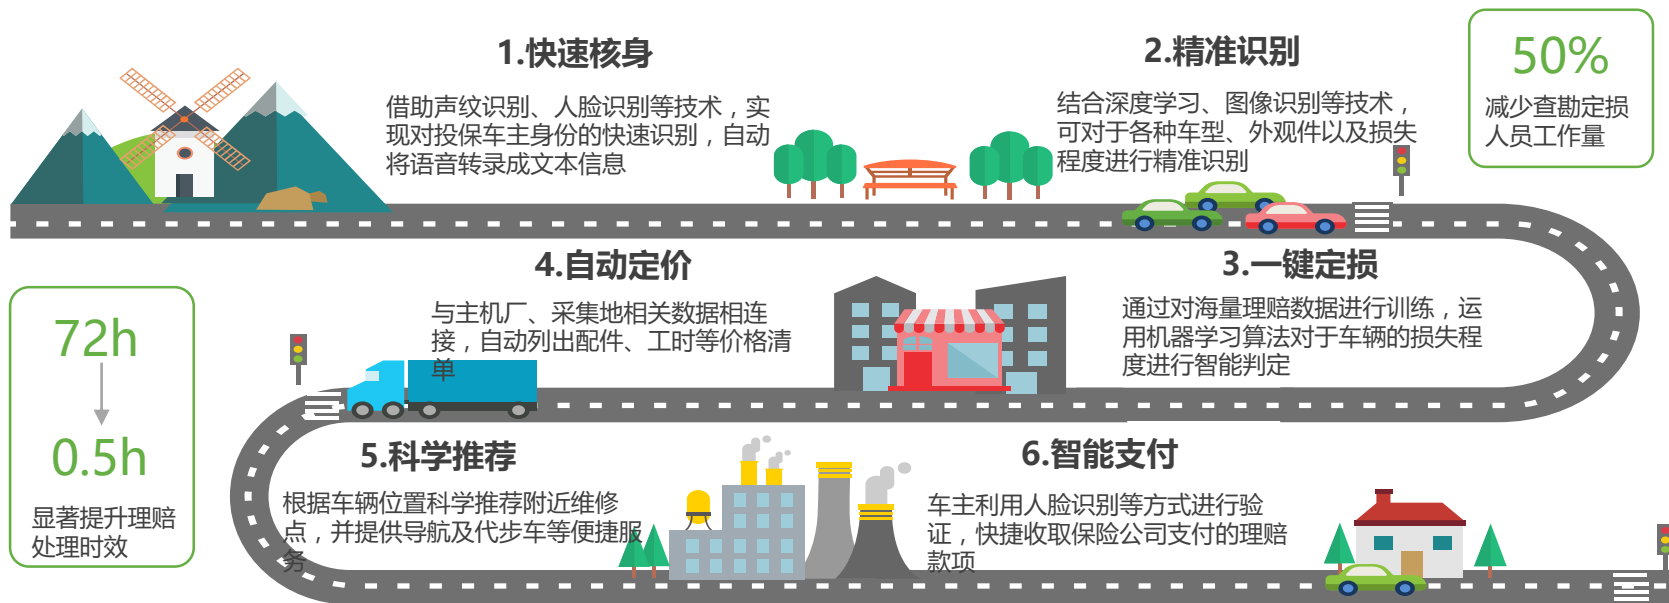 1.快速核身
借助声纹识别、人脸识别等技术，实
现对投保车主身份的快速识别，自动
将语音转录成文本信息
2.精准识别
结合深度学习、图像识别等技术，
可对于各种车型、外观件以及损失
程度进行精准识别
50%
减少查勘定损
人员工作量
3.一键定损
通过对海量理赔数据进行训练，运
用机器学习算法对于车辆的损失程
度进行智能判定
4.自动定价
与主机厂、采集地相关数据相连
接，自动列出配件、工时等价格清
单
72h
0.5h
显著提升理赔
处理时效
5.科学推荐
根据车辆位置科学推荐附近维修
点，并提供导航及代步车等便捷服
务
6.智能支付
车主利用人脸识别等方式进行验
证，快捷收取保险公司支付的理赔
款项